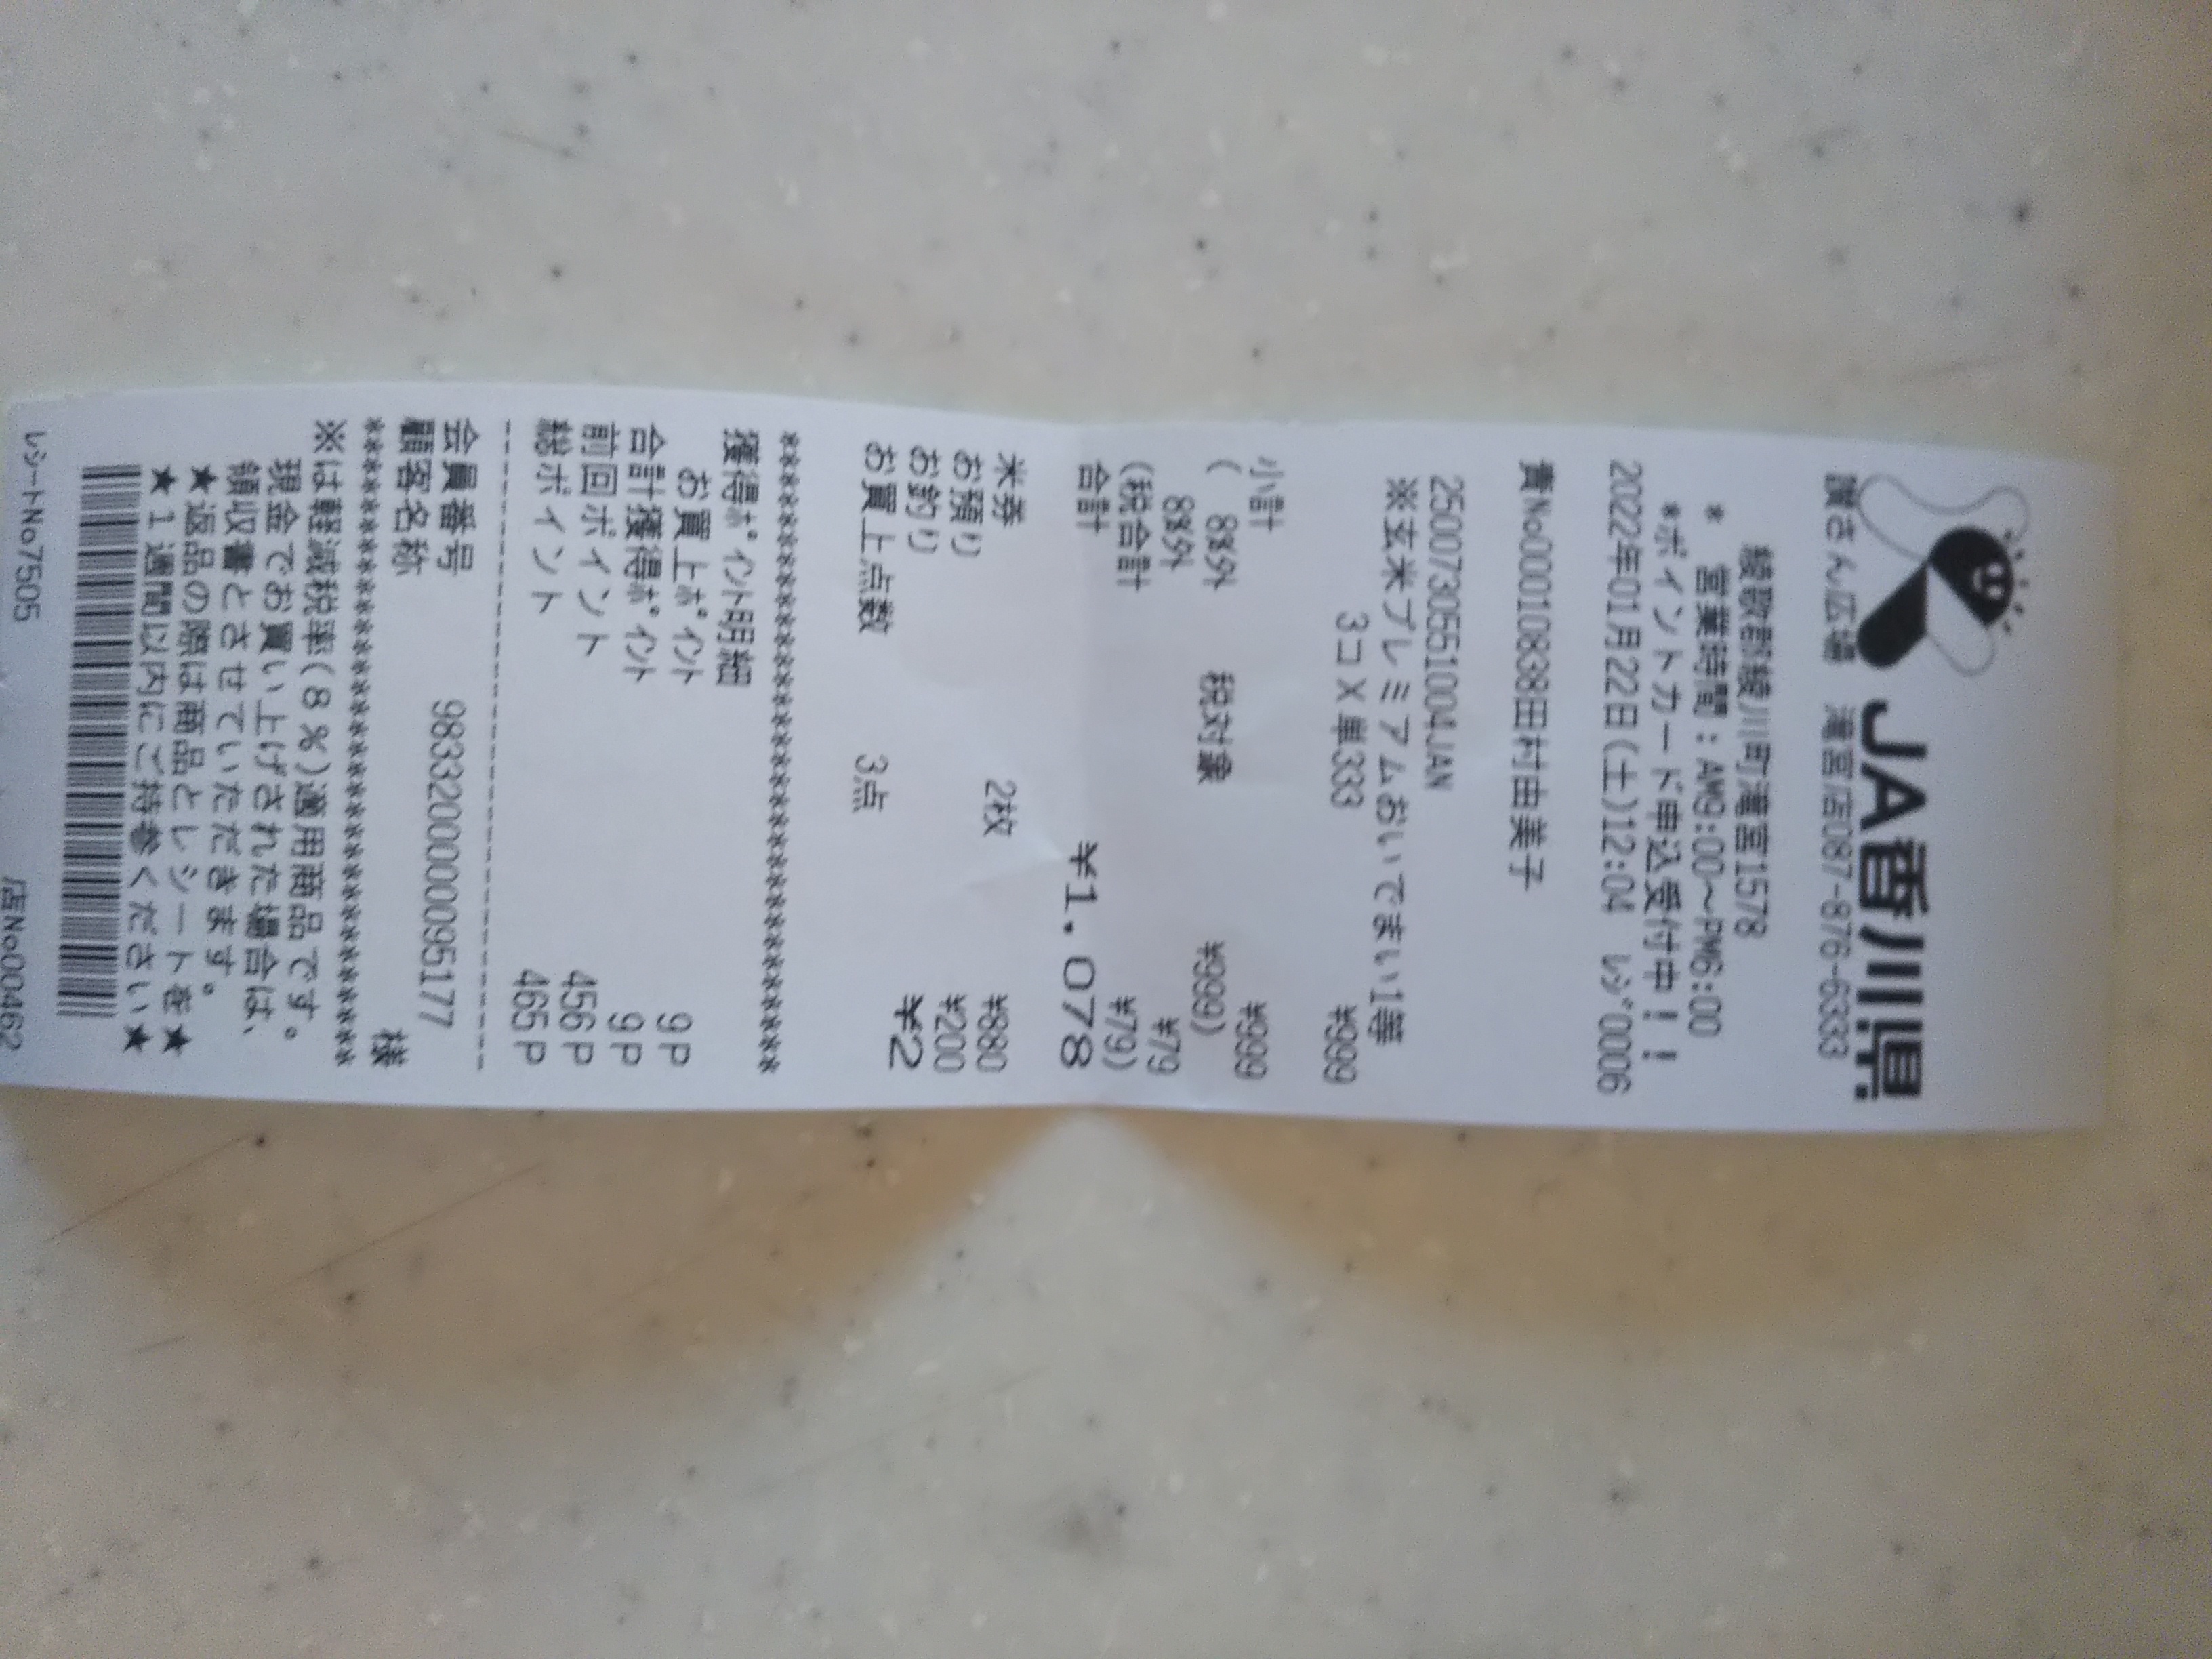 JA香川県
讃さん広場 滝宮店087-876-6333
綾歌郡綾川町滝宮1578
* 営業時間:AM9:00~PM6:00
*ポイントカード申込受付中!!
2022年01月22日(土)12:04 レジ0006
責No00010838田村由美子
2500730551004JAN
※玄米プレミアムおいでまい1等
3コX単333 ¥999
小計 ¥999
( 8%外 税対象 ¥999)
8%外 ¥79
(税合計 ¥79)
合計 ¥1.078
米券 2枚 ¥880
お預り ¥200
お釣り ¥2
お買上点数 3点
******************************
獲得ポイント明細
お買上ポイント 9P
合計獲得ポイント 9P
前回ポイント 456P
総ポイント 465P
------------------------------
会員番号 9833200000095177
顧客名称 様
******************************
※は軽減税率(8%)適用商品です。
現金でお買い上げされた場合は、
領収書とさせていただきます。
★返品の際は商品とレシートを★
★1週間以内にご持参ください★
レシートNo7505 店No00462